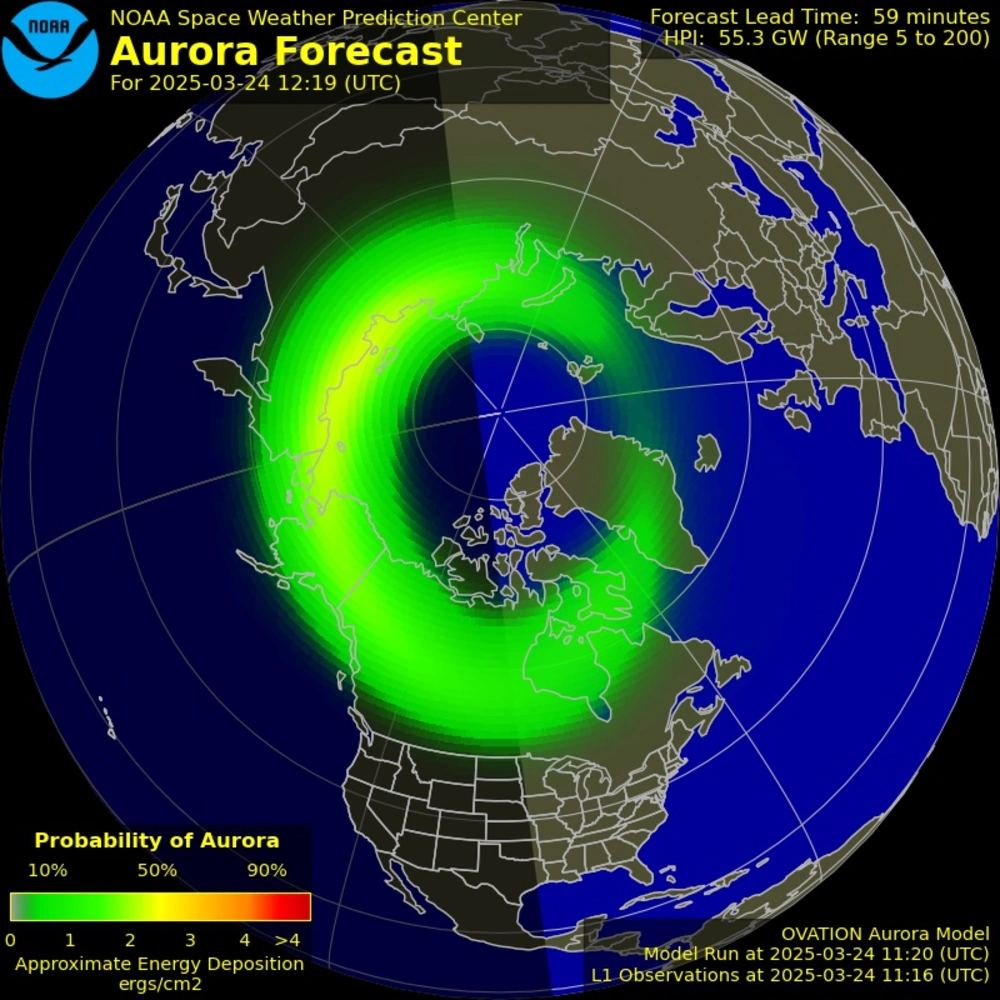 NOAA
NOAA Space Weather Prediction Center
Aurora Forecast
For 2025-03-24 12:19 (UTC)
Forecast Lead Time: 59 minutes
HPI: 55.3 GW (Range 5 to 200)
Probability of Aurora
10% 50% 90%
0 1 2 3 4 >4
Approximate Energy Deposition
ergs/cm2
OVATION Aurora Model
Model Run at 2025-03-24 11:20 (UTC)
L1 Observations at 2025-03-24 11:16 (UTC)